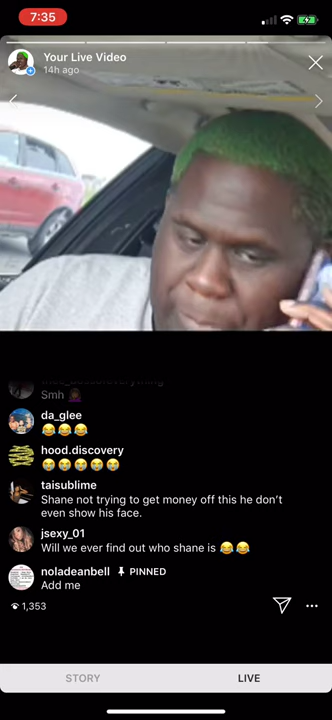 7:35
Your Live Video
14h ago
Smh
da_glee
😂😂😂
hood.discovery
😭😭😭😭😭
taisublime
Shane not trying to get money off this he don't
even show his face.
jsexy_01
Will we ever find out who shane is 😂😂
noladeanbell PINNED
Add me
1,353
STORY LIVE